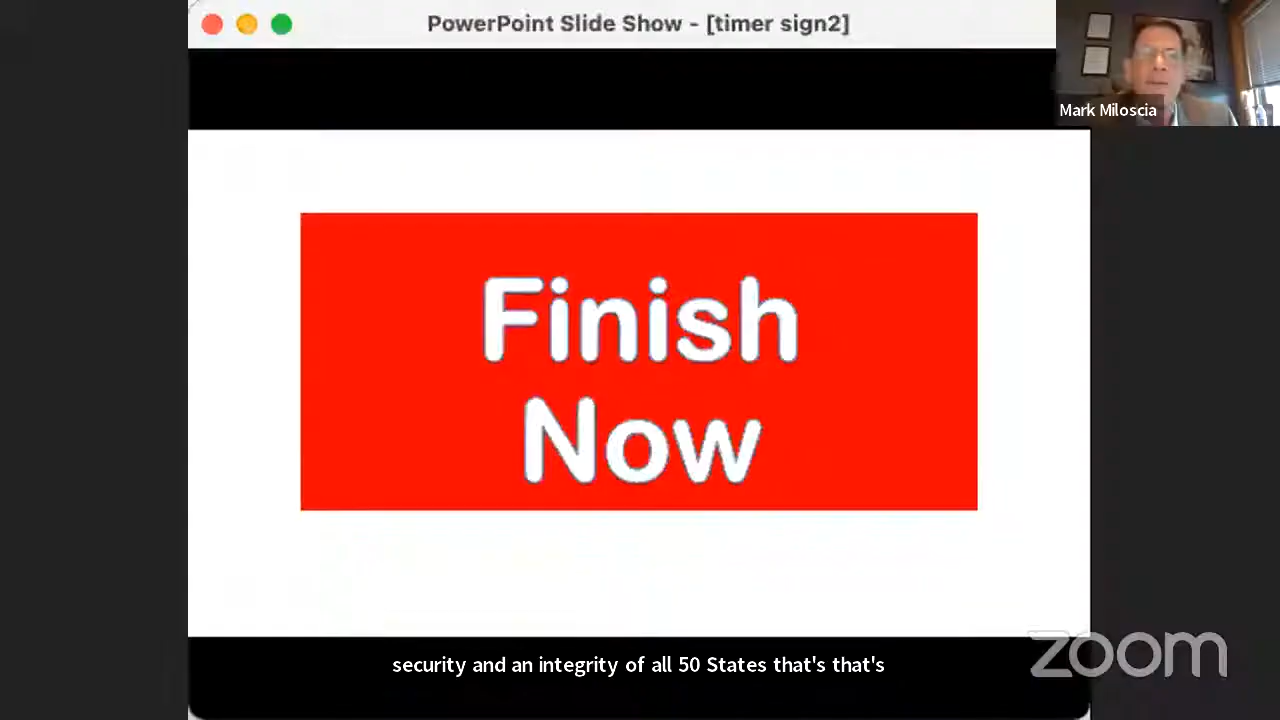 PowerPoint Slide Show - [timer sign2]
Mark Miloscia
Finish
Now
security and an integrity of all 50 States that's that's
zoom